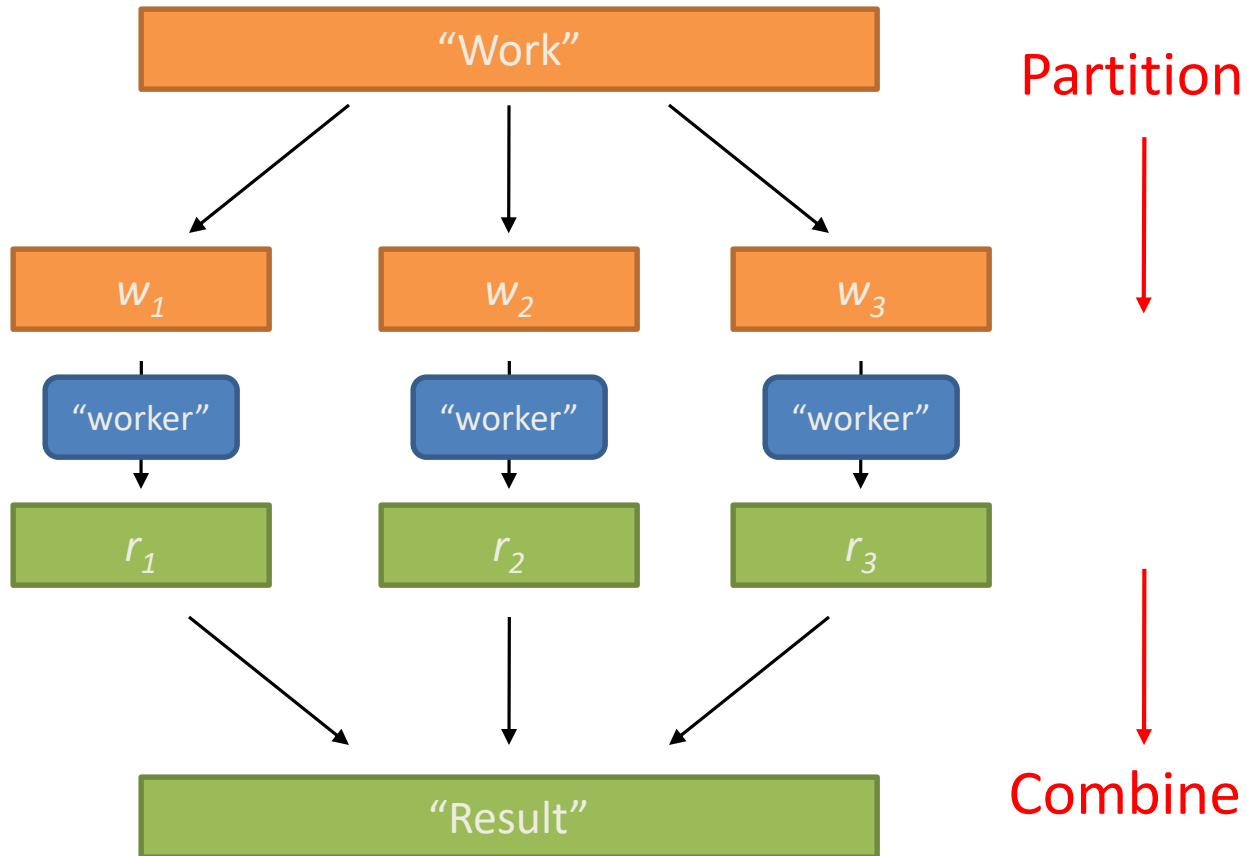 “Work”
Partition
w1 w2 w3
“worker” “worker” “worker”
r1 r2 r3
“Result”
Combine